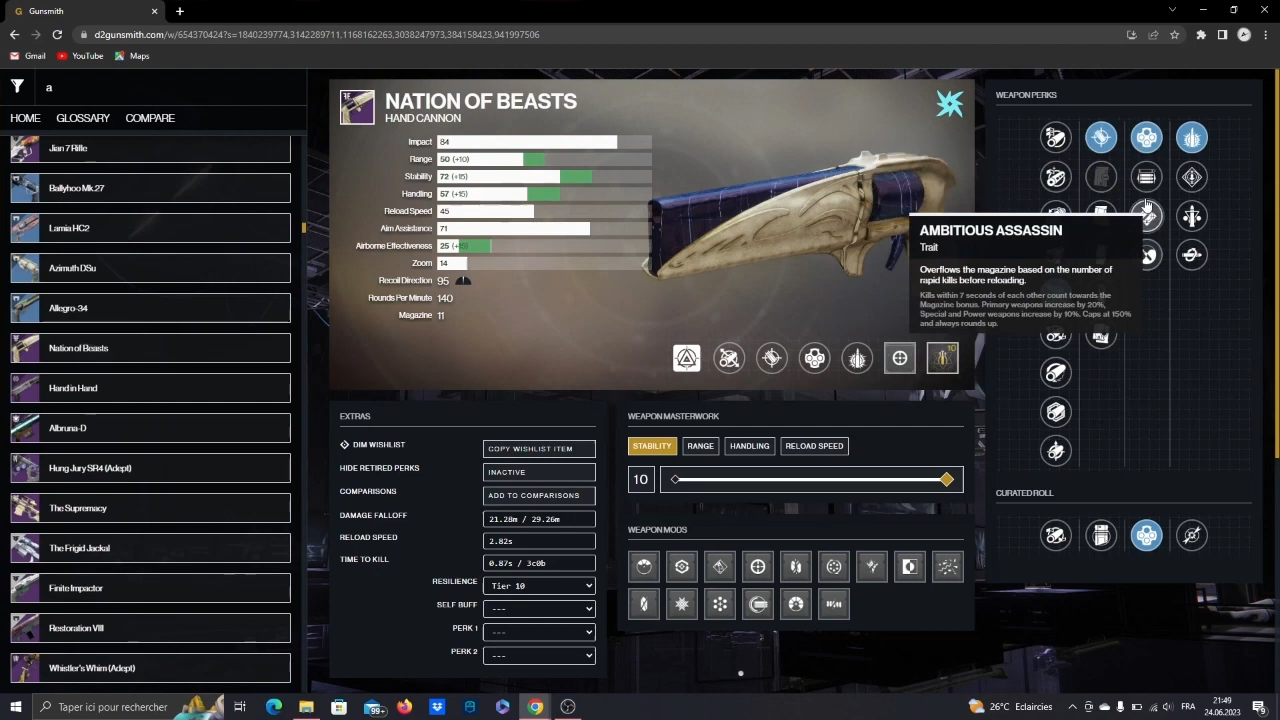 Gunsmith
d2gunsmith.com/w/654370424?s=1840239774,3142289711,1168162263,3038247973,384158423,941997506
Gmail
YouTube
Maps
a
HOME
GLOSSARY
COMPARE
Jian 7 Rifle
Ballyhoo Mk.27
Lamia HC2
Azimuth DSu
Allegro-34
Nation of Beasts
Hand in Hand
Albruna-D
Hung Jury SR4 (Adept)
The Supremacy
The Frigid Jackal
Finite Impactor
Restoration VIII
Whistler's Whim (Adept)
NATION OF BEASTS
HAND CANNON
Impact 84
Range 50 (+10)
Stability 72 (+15)
Handling 57 (+15)
Reload Speed 45
Aim Assistance 71
Airborne Effectiveness 25
Zoom 14
Recoil Direction 95
Rounds Per Minute 140
Magazine 11
10
WEAPON PERKS
AMBITIOUS ASSASSIN
Trait
Overflows the magazine based on the number of
rapid kills before reloading.
Kills within 7 seconds of each other count towards the
Magazine bonus. Primary weapons increase by 20%,
Special and Power weapons increase by 10%. Caps at 150%
and always rounds up.
CURATED ROLL
EXTRAS
DIM WISHLIST COPY WISHLIST ITEM
HIDE RETIRED PERKS INACTIVE
COMPARISONS ADD TO COMPARISONS
DAMAGE FALLOFF 21.28m / 29.26m
RELOAD SPEED 2.82s
TIME TO KILL 0.87s / 3c0b
RESILIENCE Tier 10
SELF BUFF ---
PERK 1 ---
PERK 2 ---
WEAPON MASTERWORK
STABILITY RANGE HANDLING RELOAD SPEED
10
WEAPON MODS
Taper ici pour rechercher
99+
26°C Eclaircies
FRA
21:49
24.06.2023